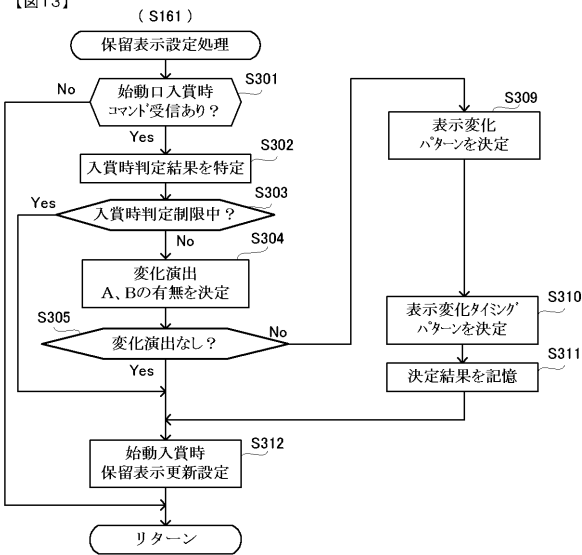 【図13】
(S161)
保留表示設定処理
S301
始動口入賞時
コマンド受信あり?
No
Yes
S302
入賞時判定結果を特定
S303
入賞時判定制限中?
Yes
No
S304
変化演出
A、Bの有無を決定
S305
変化演出なし?
No
Yes
S309
表示変化
パターンを決定
S310
表示変化タイミング
パターンを決定
S311
決定結果を記憶
S312
始動入賞時
保留表示更新設定
リターン